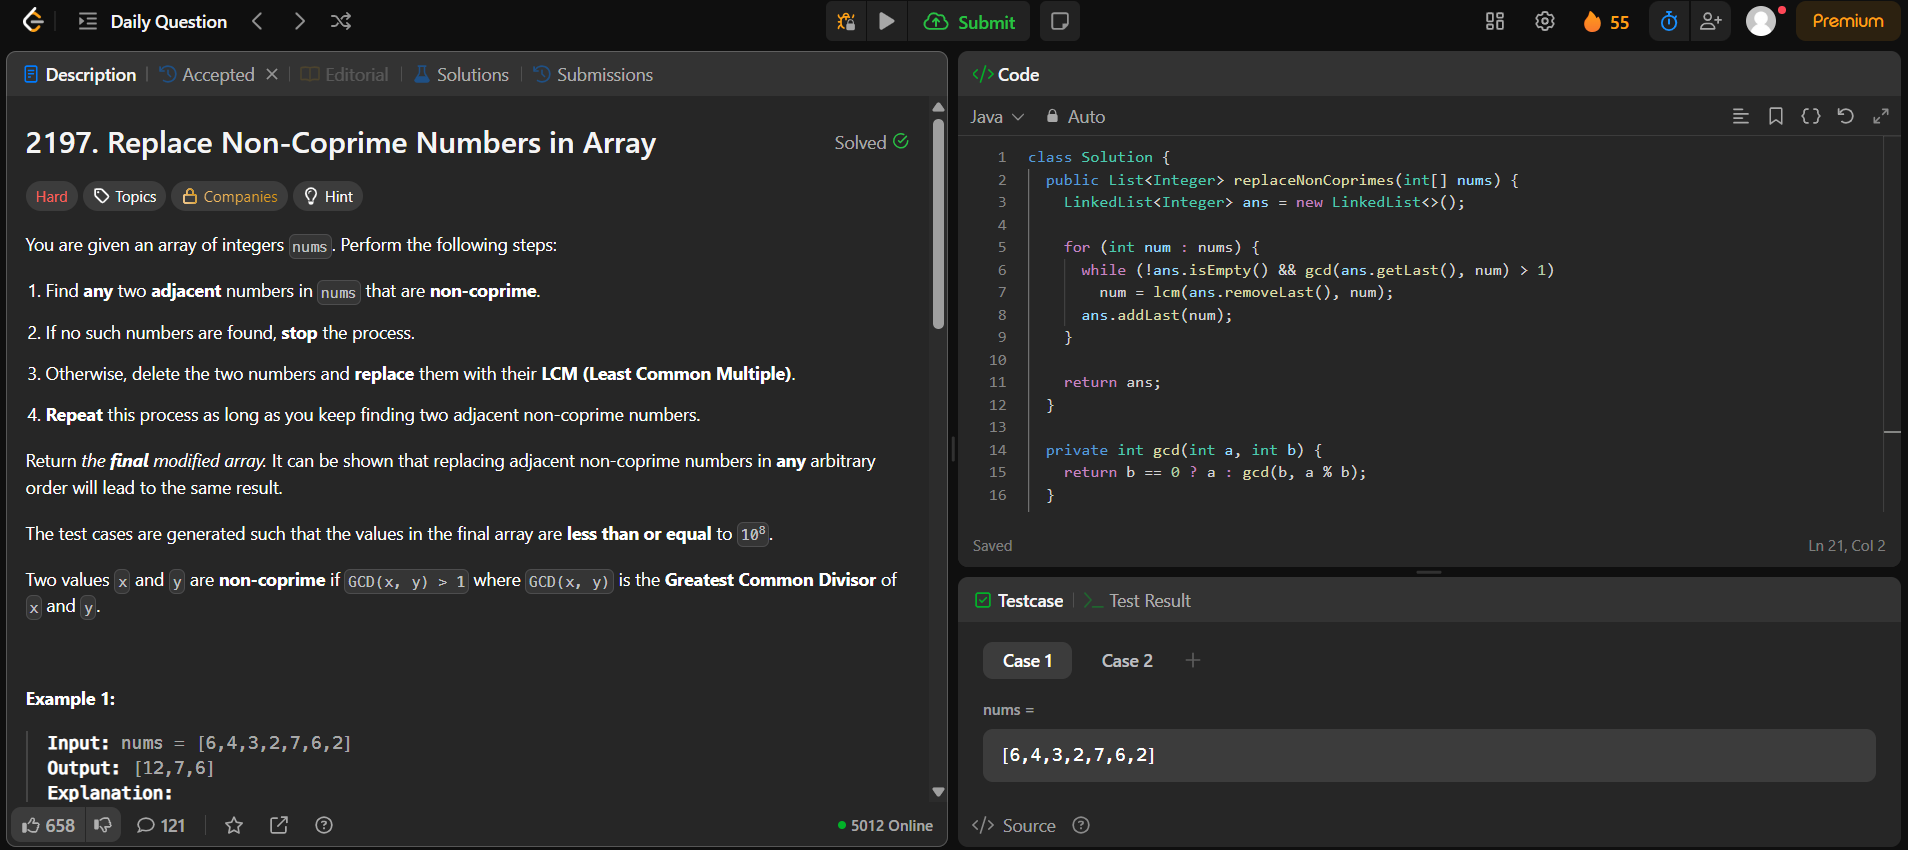 Daily Question
Submit
55
Premium
Description
Accepted
Editorial
Solutions
Submissions
2197. Replace Non-Coprime Numbers in Array
Solved
Hard
Topics
Companies
Hint
You are given an array of integers nums. Perform the following steps:
1. Find any two adjacent numbers in nums that are non-coprime.
2. If no such numbers are found, stop the process.
3. Otherwise, delete the two numbers and replace them with their LCM (Least Common Multiple).
4. Repeat this process as long as you keep finding two adjacent non-coprime numbers.
Return the final modified array. It can be shown that replacing adjacent non-coprime numbers in any arbitrary
order will lead to the same result.
The test cases are generated such that the values in the final array are less than or equal to 10⁸.
Two values x and y are non-coprime if GCD(x, y) > 1 where GCD(x, y) is the Greatest Common Divisor of
x and y.
Example 1:
Input: nums = [6,4,3,2,7,6,2]
Output: [12,7,6]
Explanation:
658
121
5012 Online
</> Code
Java
Auto
1 class Solution {
2 public List<Integer> replaceNonCoprimes(int[] nums) {
3 LinkedList<Integer> ans = new LinkedList<>();
4
5 for (int num : nums) {
6 while (!ans.isEmpty() && gcd(ans.getLast(), num) > 1)
7 num = lcm(ans.removeLast(), num);
8 ans.addLast(num);
9 }
10
11 return ans;
12 }
13
14 private int gcd(int a, int b) {
15 return b == 0 ? a : gcd(b, a % b);
16 }
Saved
Ln 21, Col 2
Testcase
>_ Test Result
Case 1
Case 2
+
nums =
[6,4,3,2,7,6,2]
</> Source